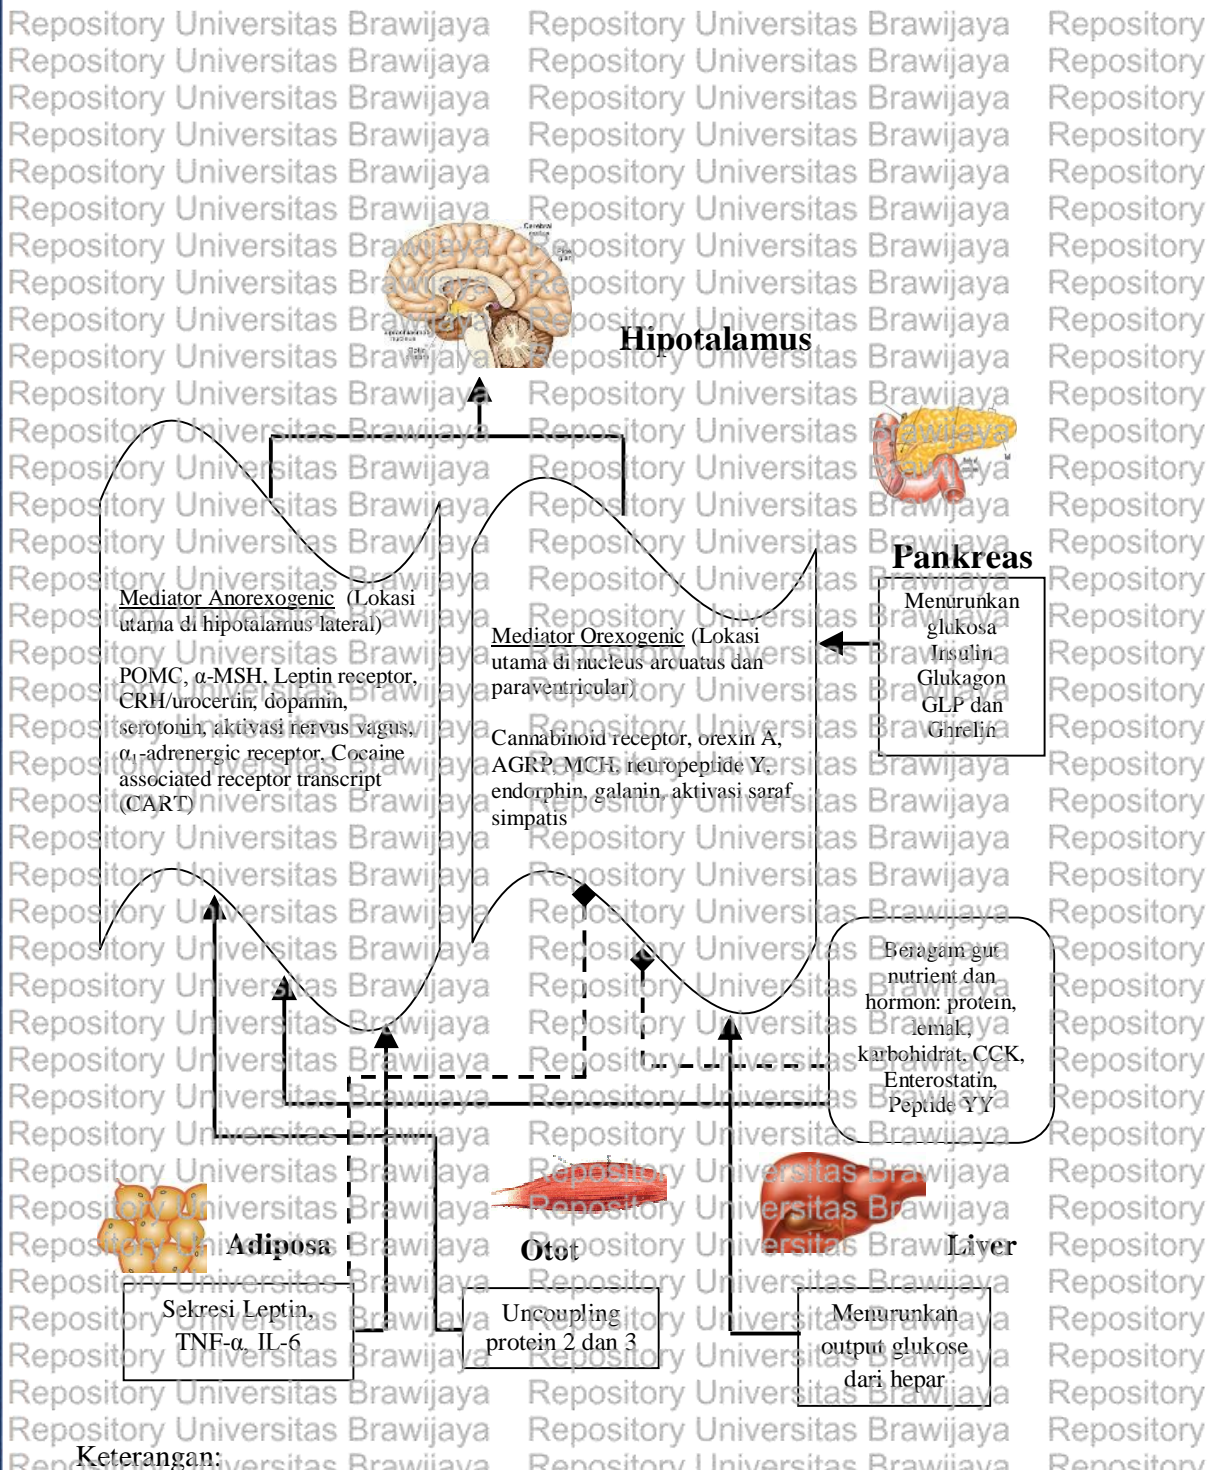 Repository Universitas Brawijaya
Hipotalamus
Pankreas
Menurunkan
glukosa
Insulin
Glukagon
GLP dan
Ghrelin
Mediator Anorexogenic (Lokasi
utama di hipotalamus lateral)
POMC, α-MSH, Leptin receptor,
CRH/urocertin, dopamin,
serotonin, aktivasi nervus vagus,
α₁-adrenergic receptor, Cocaine
associated receptor transcript
(CART)
Mediator Orexogenic (Lokasi
utama di nucleus arcuatus dan
paraventricular)
Cannabinoid receptor, orexin A,
AGRP, MCH, neuropeptide Y,
endorphin, galanin, aktivasi saraf
simpatis
Beragam gut
nutrient dan
hormon: protein,
lemak,
karbohidrat, CCK,
Enterostatin,
Peptide YY
Adiposa
Otot
Liver
Sekresi Leptin,
TNF-α, IL-6
Uncoupling
protein 2 dan 3
Menurunkan
output glukose
dari hepar
Keterangan: